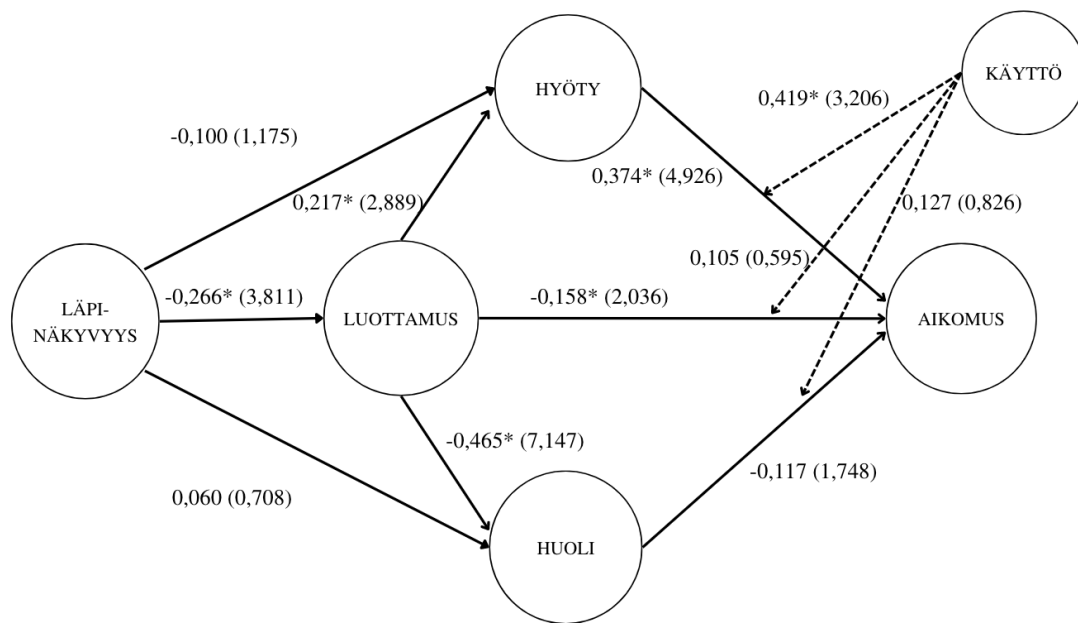 HYÖTY
KÄYTTÖ
0,419* (3,206)
-0,100 (1,175)
0,374* (4,926)
0,217* (2,889)
0,127 (0,826)
0,105 (0,595)
LÄPI-
NÄKYVYYS
-0,266* (3,811)
LUOTTAMUS
-0,158* (2,036)
AIKOMUS
-0,465* (7,147)
-0,117 (1,748)
0,060 (0,708)
HUOLI